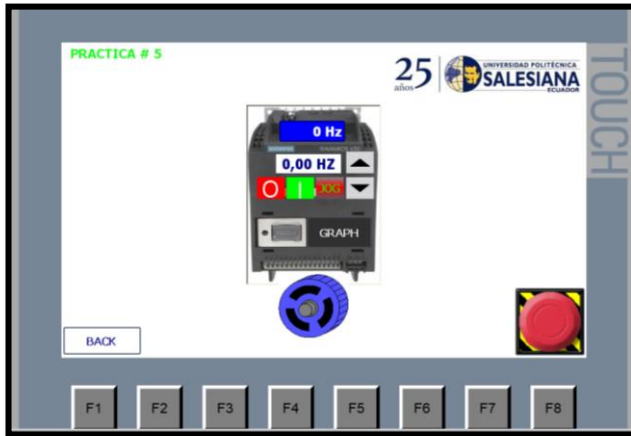 PRACTICA # 5
25
años
UNIVERSIDAD POLITÉCNICA
SALESIANA
ECUADOR
TOUCH
0 Hz
SIEMENS
0,00 HZ
O I JOG
GRAPH
BACK
F1 F2 F3 F4 F5 F6 F7 F8